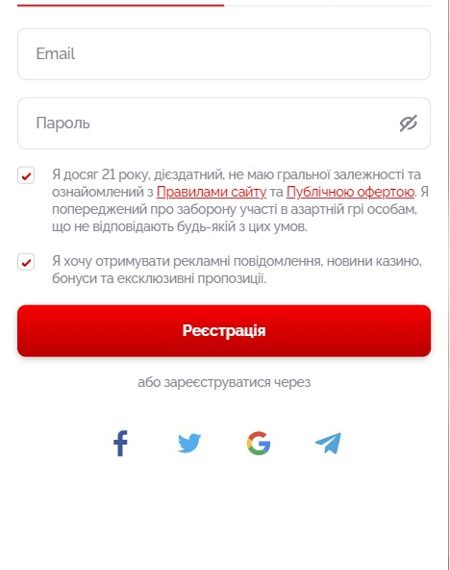 Email
Пароль
Я досяг 21 року, дієздатний, не маю гральної залежності та
ознайомлений з Правилами сайту та Публічною офертою. Я
попереджений про заборону участі в азартній грі особам,
що не відповідають будь-якій з цих умов.
Я хочу отримувати рекламні повідомлення, новини казино,
бонуси та ексклюзивні пропозиції.
Реєстрація
або зареєструватися через